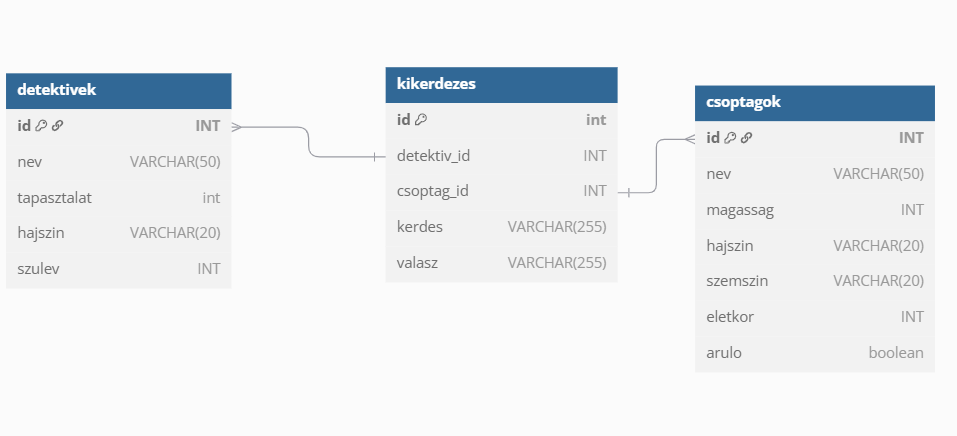 detektivek
id INT
nev VARCHAR(50)
tapasztalat int
hajszin VARCHAR(20)
szulev INT
kikerdezes
id int
detektiv_id INT
csoptag_id INT
kerdes VARCHAR(255)
valasz VARCHAR(255)
csoptagok
id INT
nev VARCHAR(50)
magassag INT
hajszin VARCHAR(20)
szemszin VARCHAR(20)
eletkor INT
arulo boolean